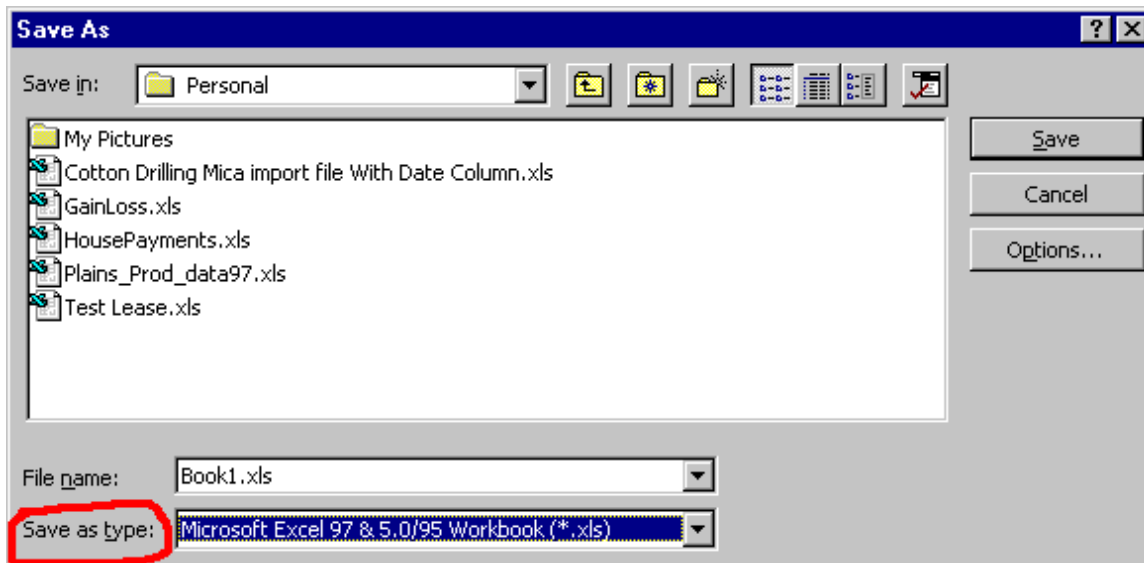 Save As
Save in: Personal
My Pictures
Cotton Drilling Mica import file With Date Column.xls
GainLoss.xls
HousePayments.xls
Plains_Prod_data97.xls
Test Lease.xls
Save
Cancel
Options...
File name: Book1.xls
Save as type: Microsoft Excel 97 & 5.0/95 Workbook (*.xls)